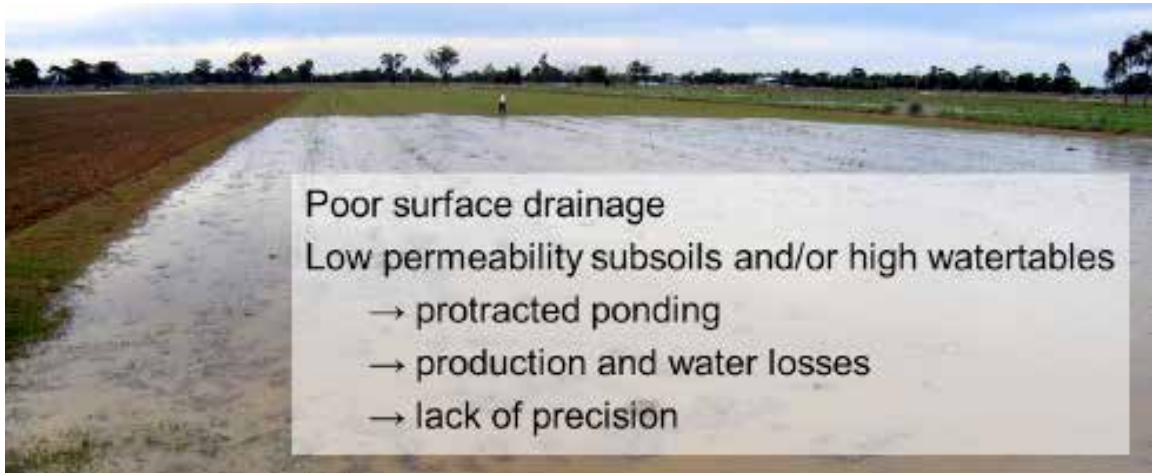 Poor surface drainage
Low permeability subsoils and/or high watertables
→ protracted ponding
→ production and water losses
→ lack of precision